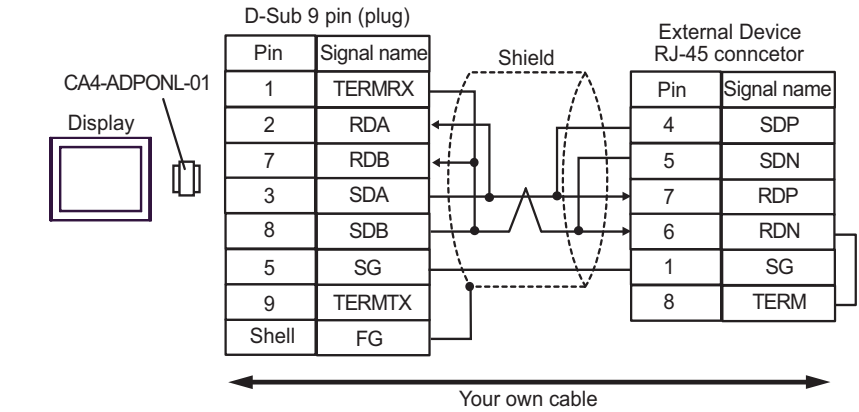 D-Sub 9 pin (plug)
External Device
RJ-45 conncetor
Shield
CA4-ADPONL-01
Display
Pin Signal name
1 TERMRX
2 RDA
7 RDB
3 SDA
8 SDB
5 SG
9 TERMTX
Shell FG
Pin Signal name
4 SDP
5 SDN
7 RDP
6 RDN
1 SG
8 TERM
Your own cable